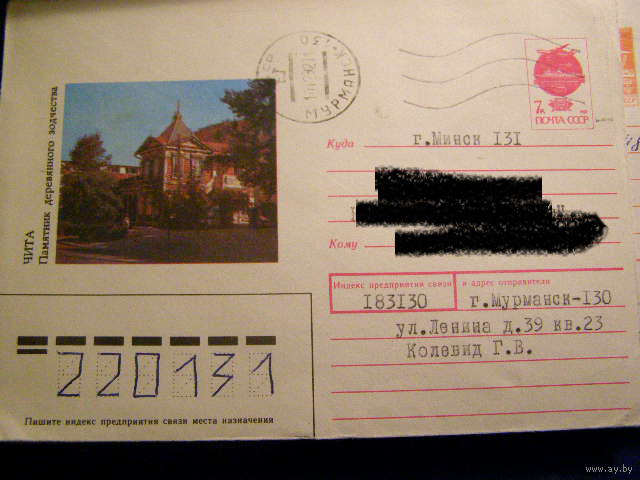 ЧИТА
Памятник деревянного зодчества
МУРМАНСК-130
7к
ПОЧТА СССР
Куда
г.Минск 131
Кому
Индекс предприятия связи
и адрес отправителя
183130
г.Мурманск-130
ул.Ленина д.39 кв.23
Колевид Г.В.
220131
Пишите индекс предприятия связи места назначения
www.ay.by